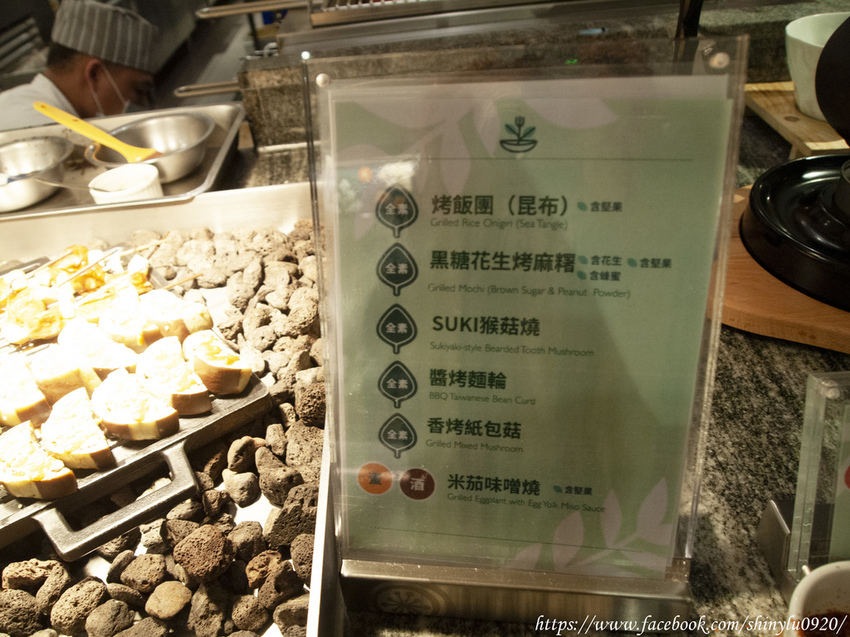 全素 烤飯團（昆布） 含堅果
Grilled Rice Onigiri (Sea Tangle)
全素 黑糖花生烤麻糬 含花生 含堅果
含蜂蜜
Grilled Mochi (Brown Sugar & Peanut Powder)
全素 SUKI猴菇燒
Sukiyaki-style Bearded Tooth Mushroom
全素 醬烤麵輪
BBQ Taiwanese Bean Curd
全素 香烤紙包菇
Grilled Mixed Mushroom
蛋 酒 米茄味噌燒 含堅果
Grilled Eggplant with Egg Yolk Miso Sauce
https://www.facebook.com/shinylu0920/